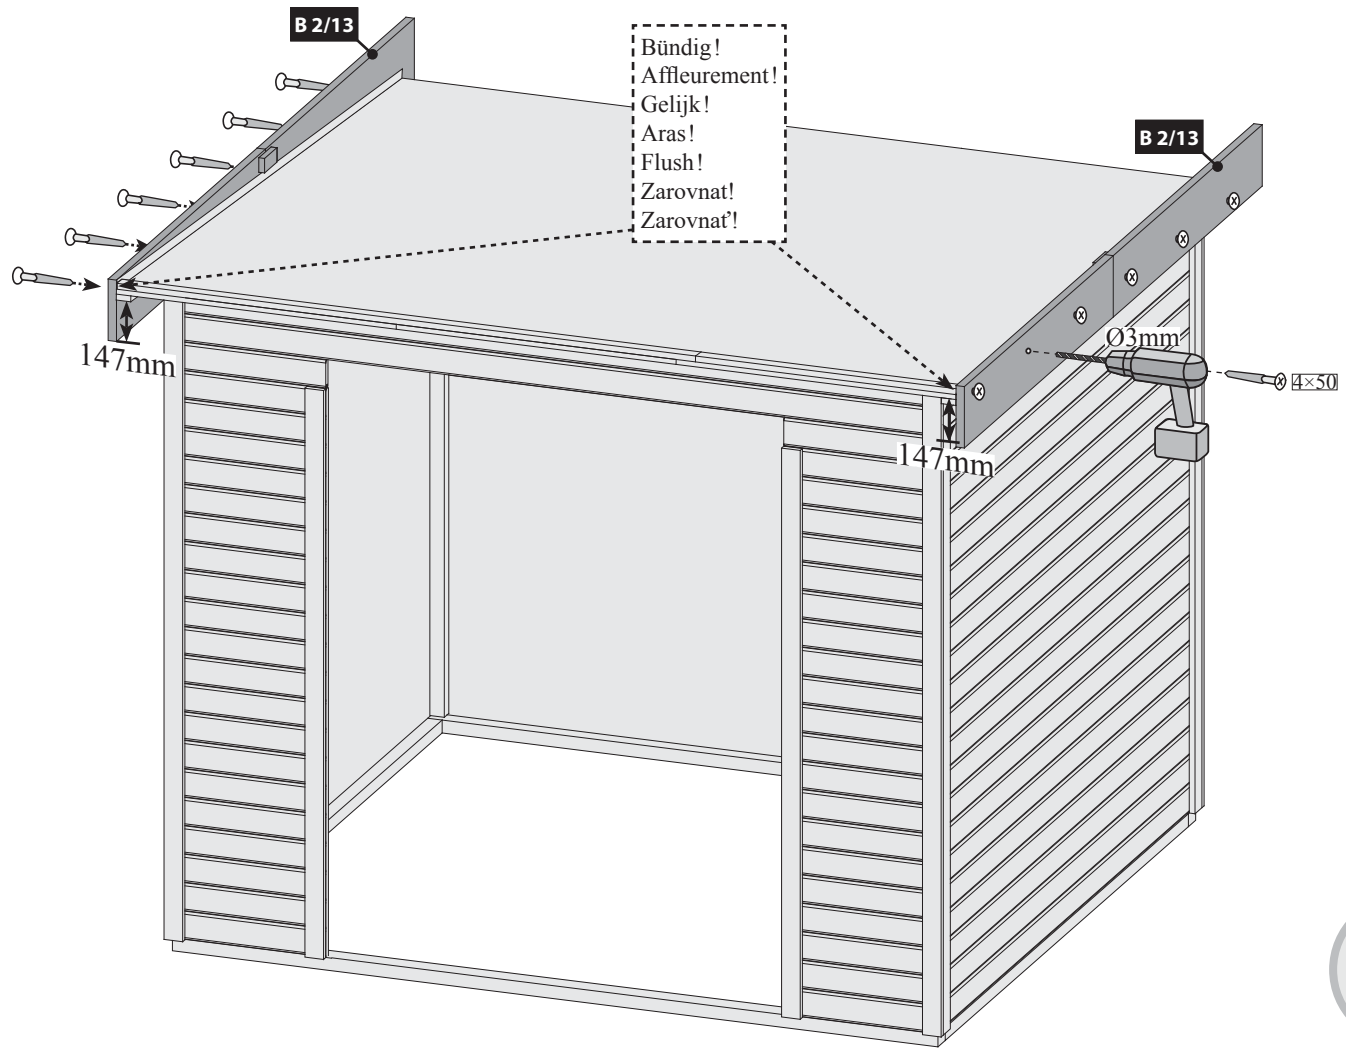 B 2/13
Bündig!
Affleurement!
Gelijk!
Aras!
Flush!
Zarovnat!
Zarovnať!
B 2/13
Ø3mm
4×50
147mm
147mm